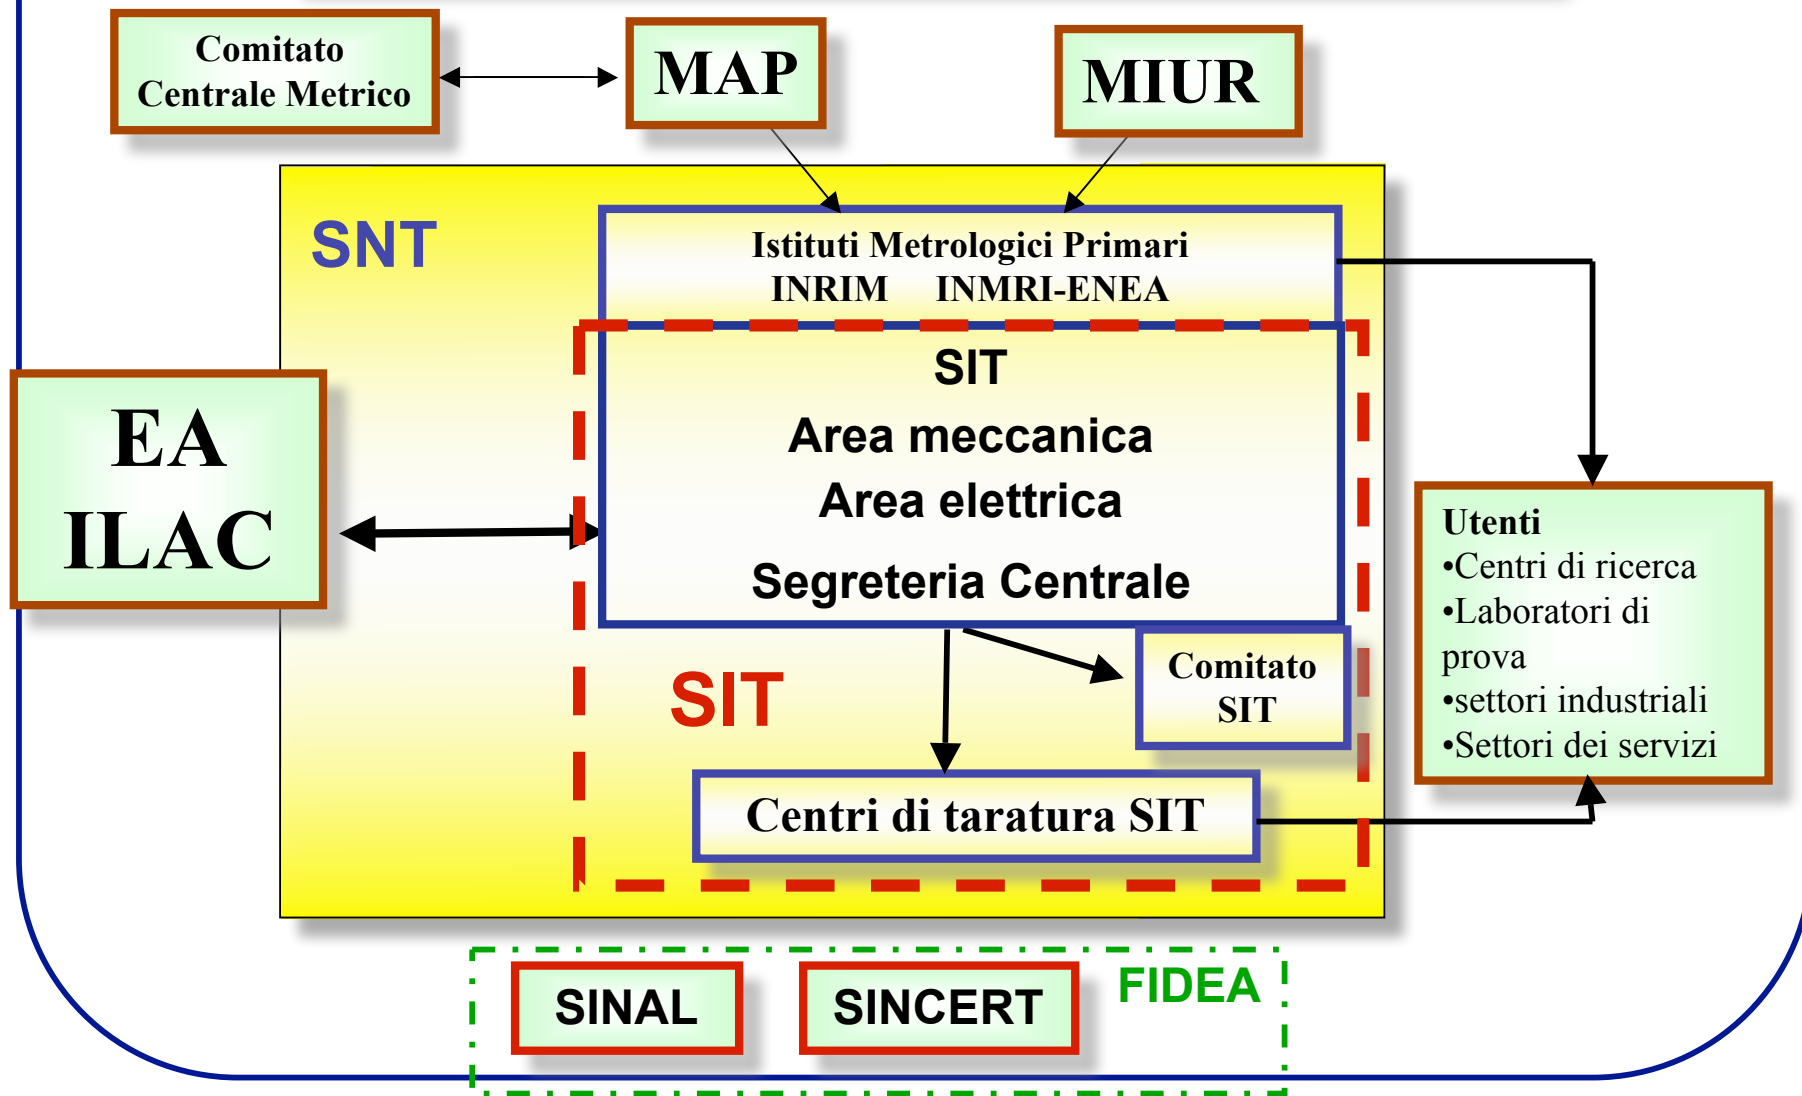 Comitato
Centrale Metrico
MAP
MIUR
SNT
Istituti Metrologici Primari
INRIM INMRI-ENEA
SIT
Area meccanica
Area elettrica
Segreteria Centrale
EA
ILAC
Utenti
•Centri di ricerca
•Laboratori di
prova
•settori industriali
•Settori dei servizi
SIT
Comitato
SIT
Centri di taratura SIT
SINAL
SINCERT
FIDEA